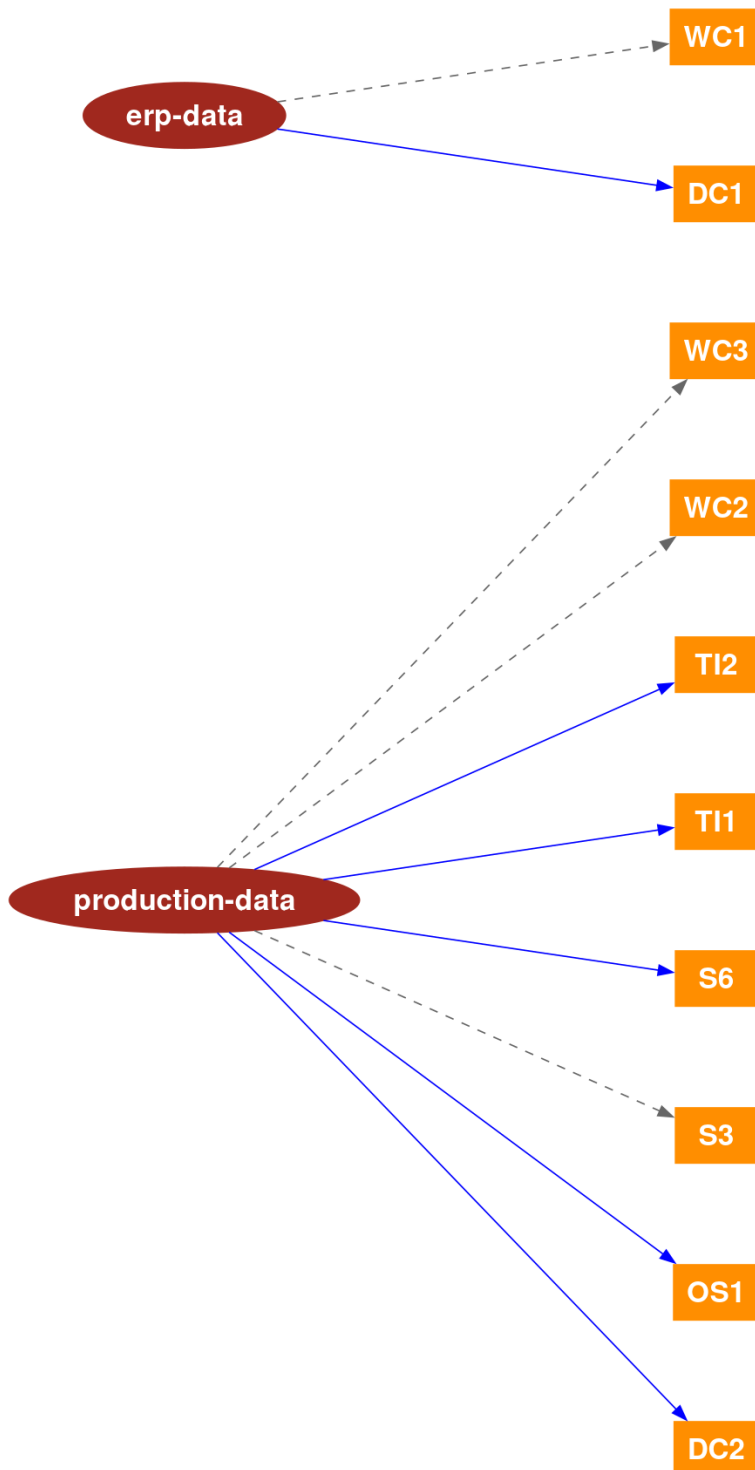 WC1
erp-data
DC1
WC3
WC2
TI2
TI1
production-data
S6
S3
OS1
DC2